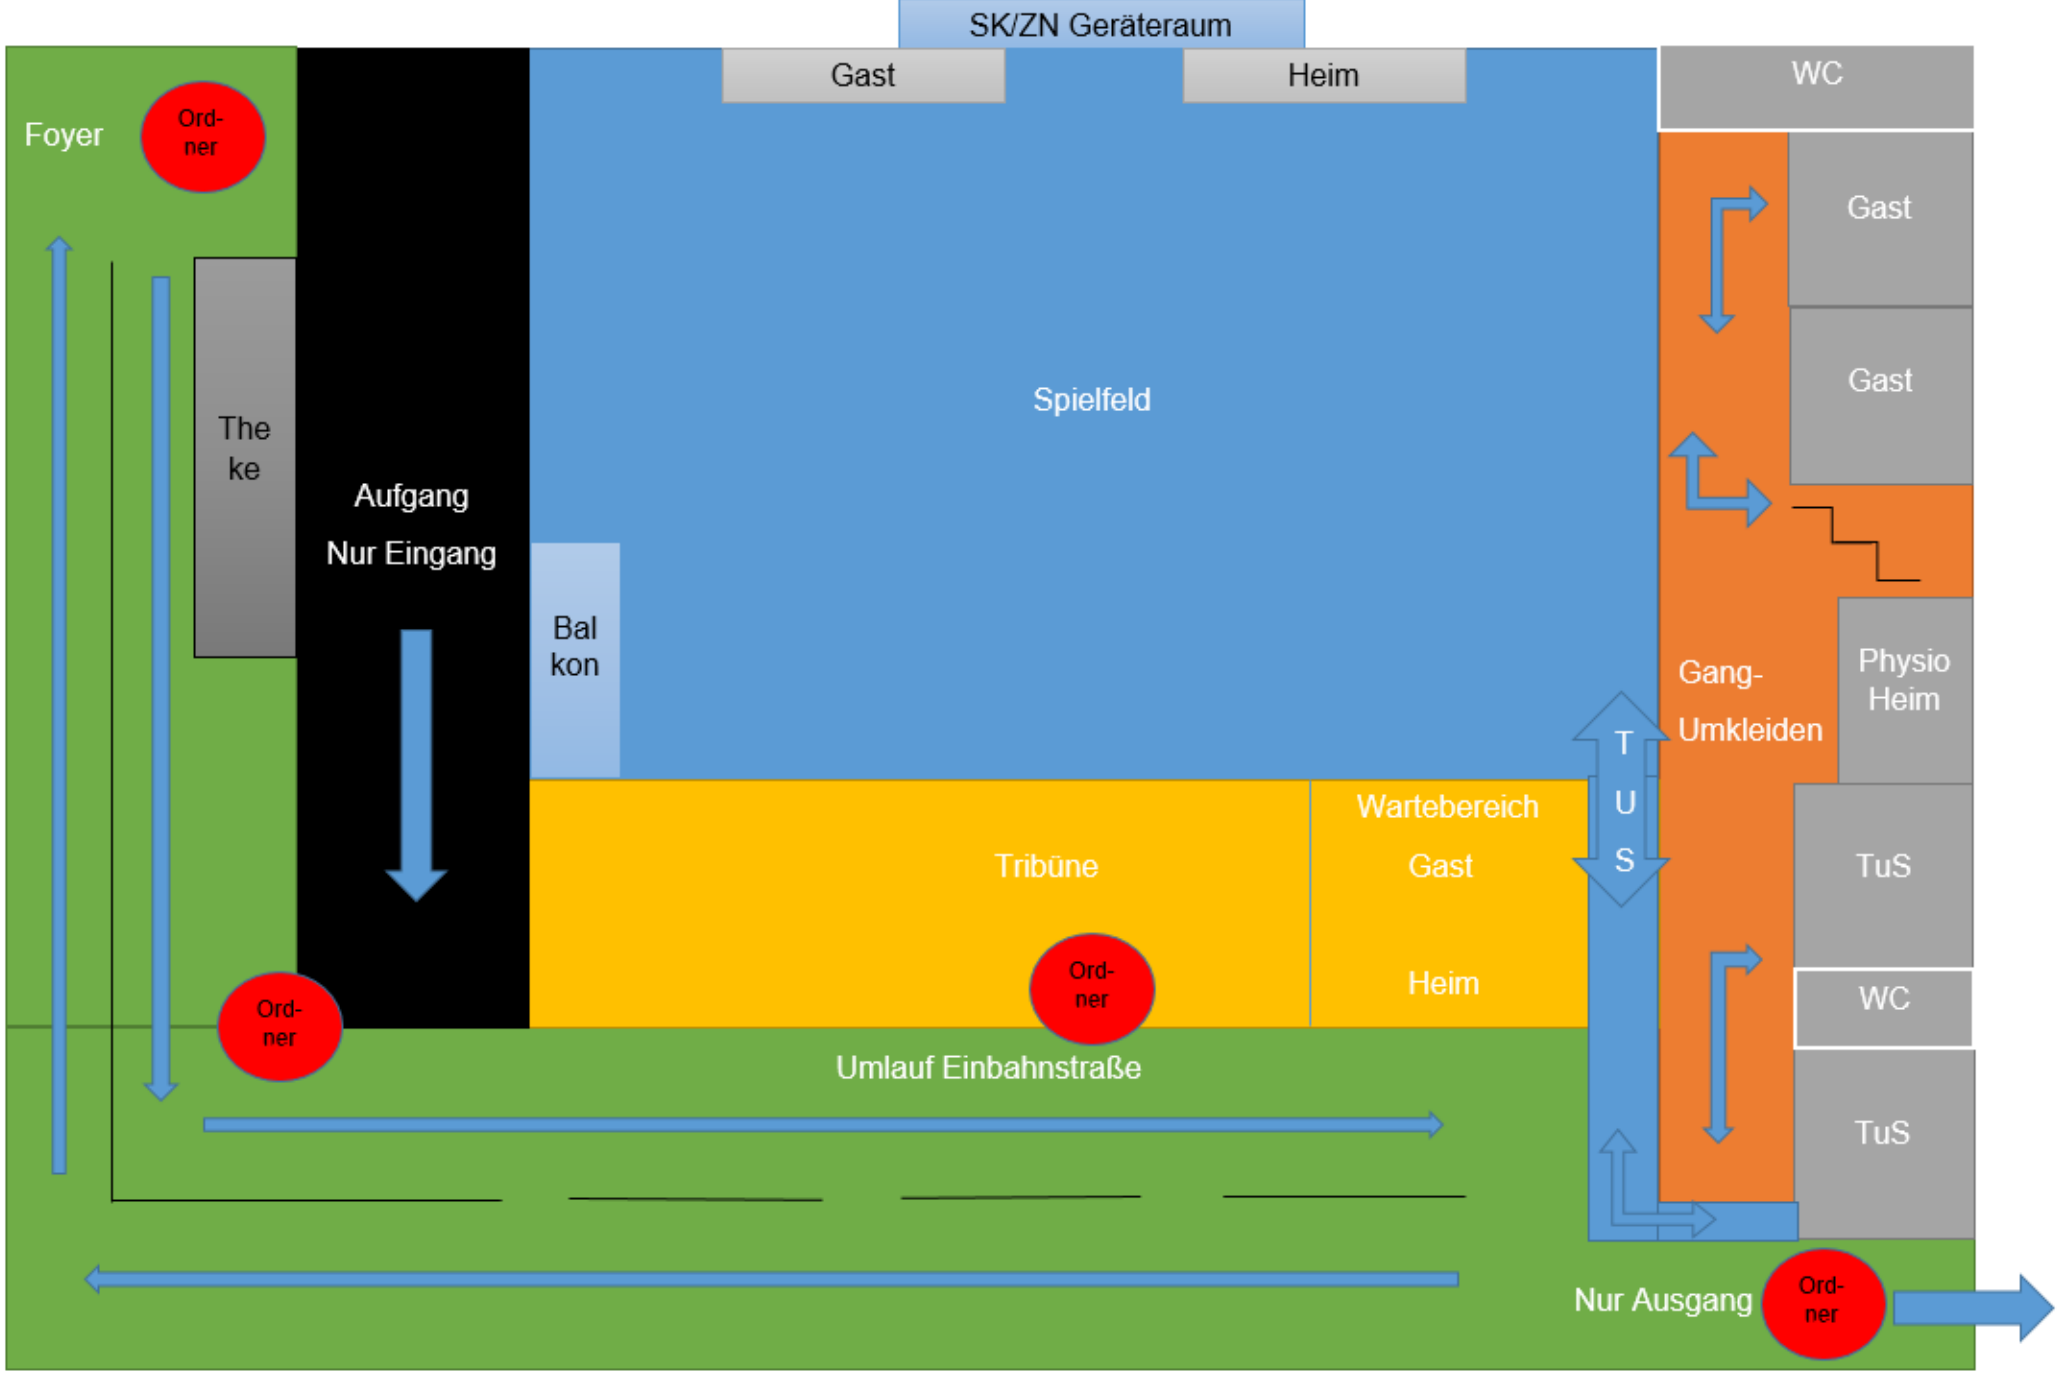 SK/ZN Geräteraum
Gast
Heim
WC
Foyer
Ord-
ner
Gast
Gast
Spielfeld
The
ke
Aufgang
Nur Eingang
Bal
kon
Gang-
Umkleiden
Physio
Heim
T
U
S
Wartebereich
Gast
Heim
Tribüne
Ord-
ner
TuS
WC
TuS
Ord-
ner
Umlauf Einbahnstraße
Nur Ausgang
Ord-
ner